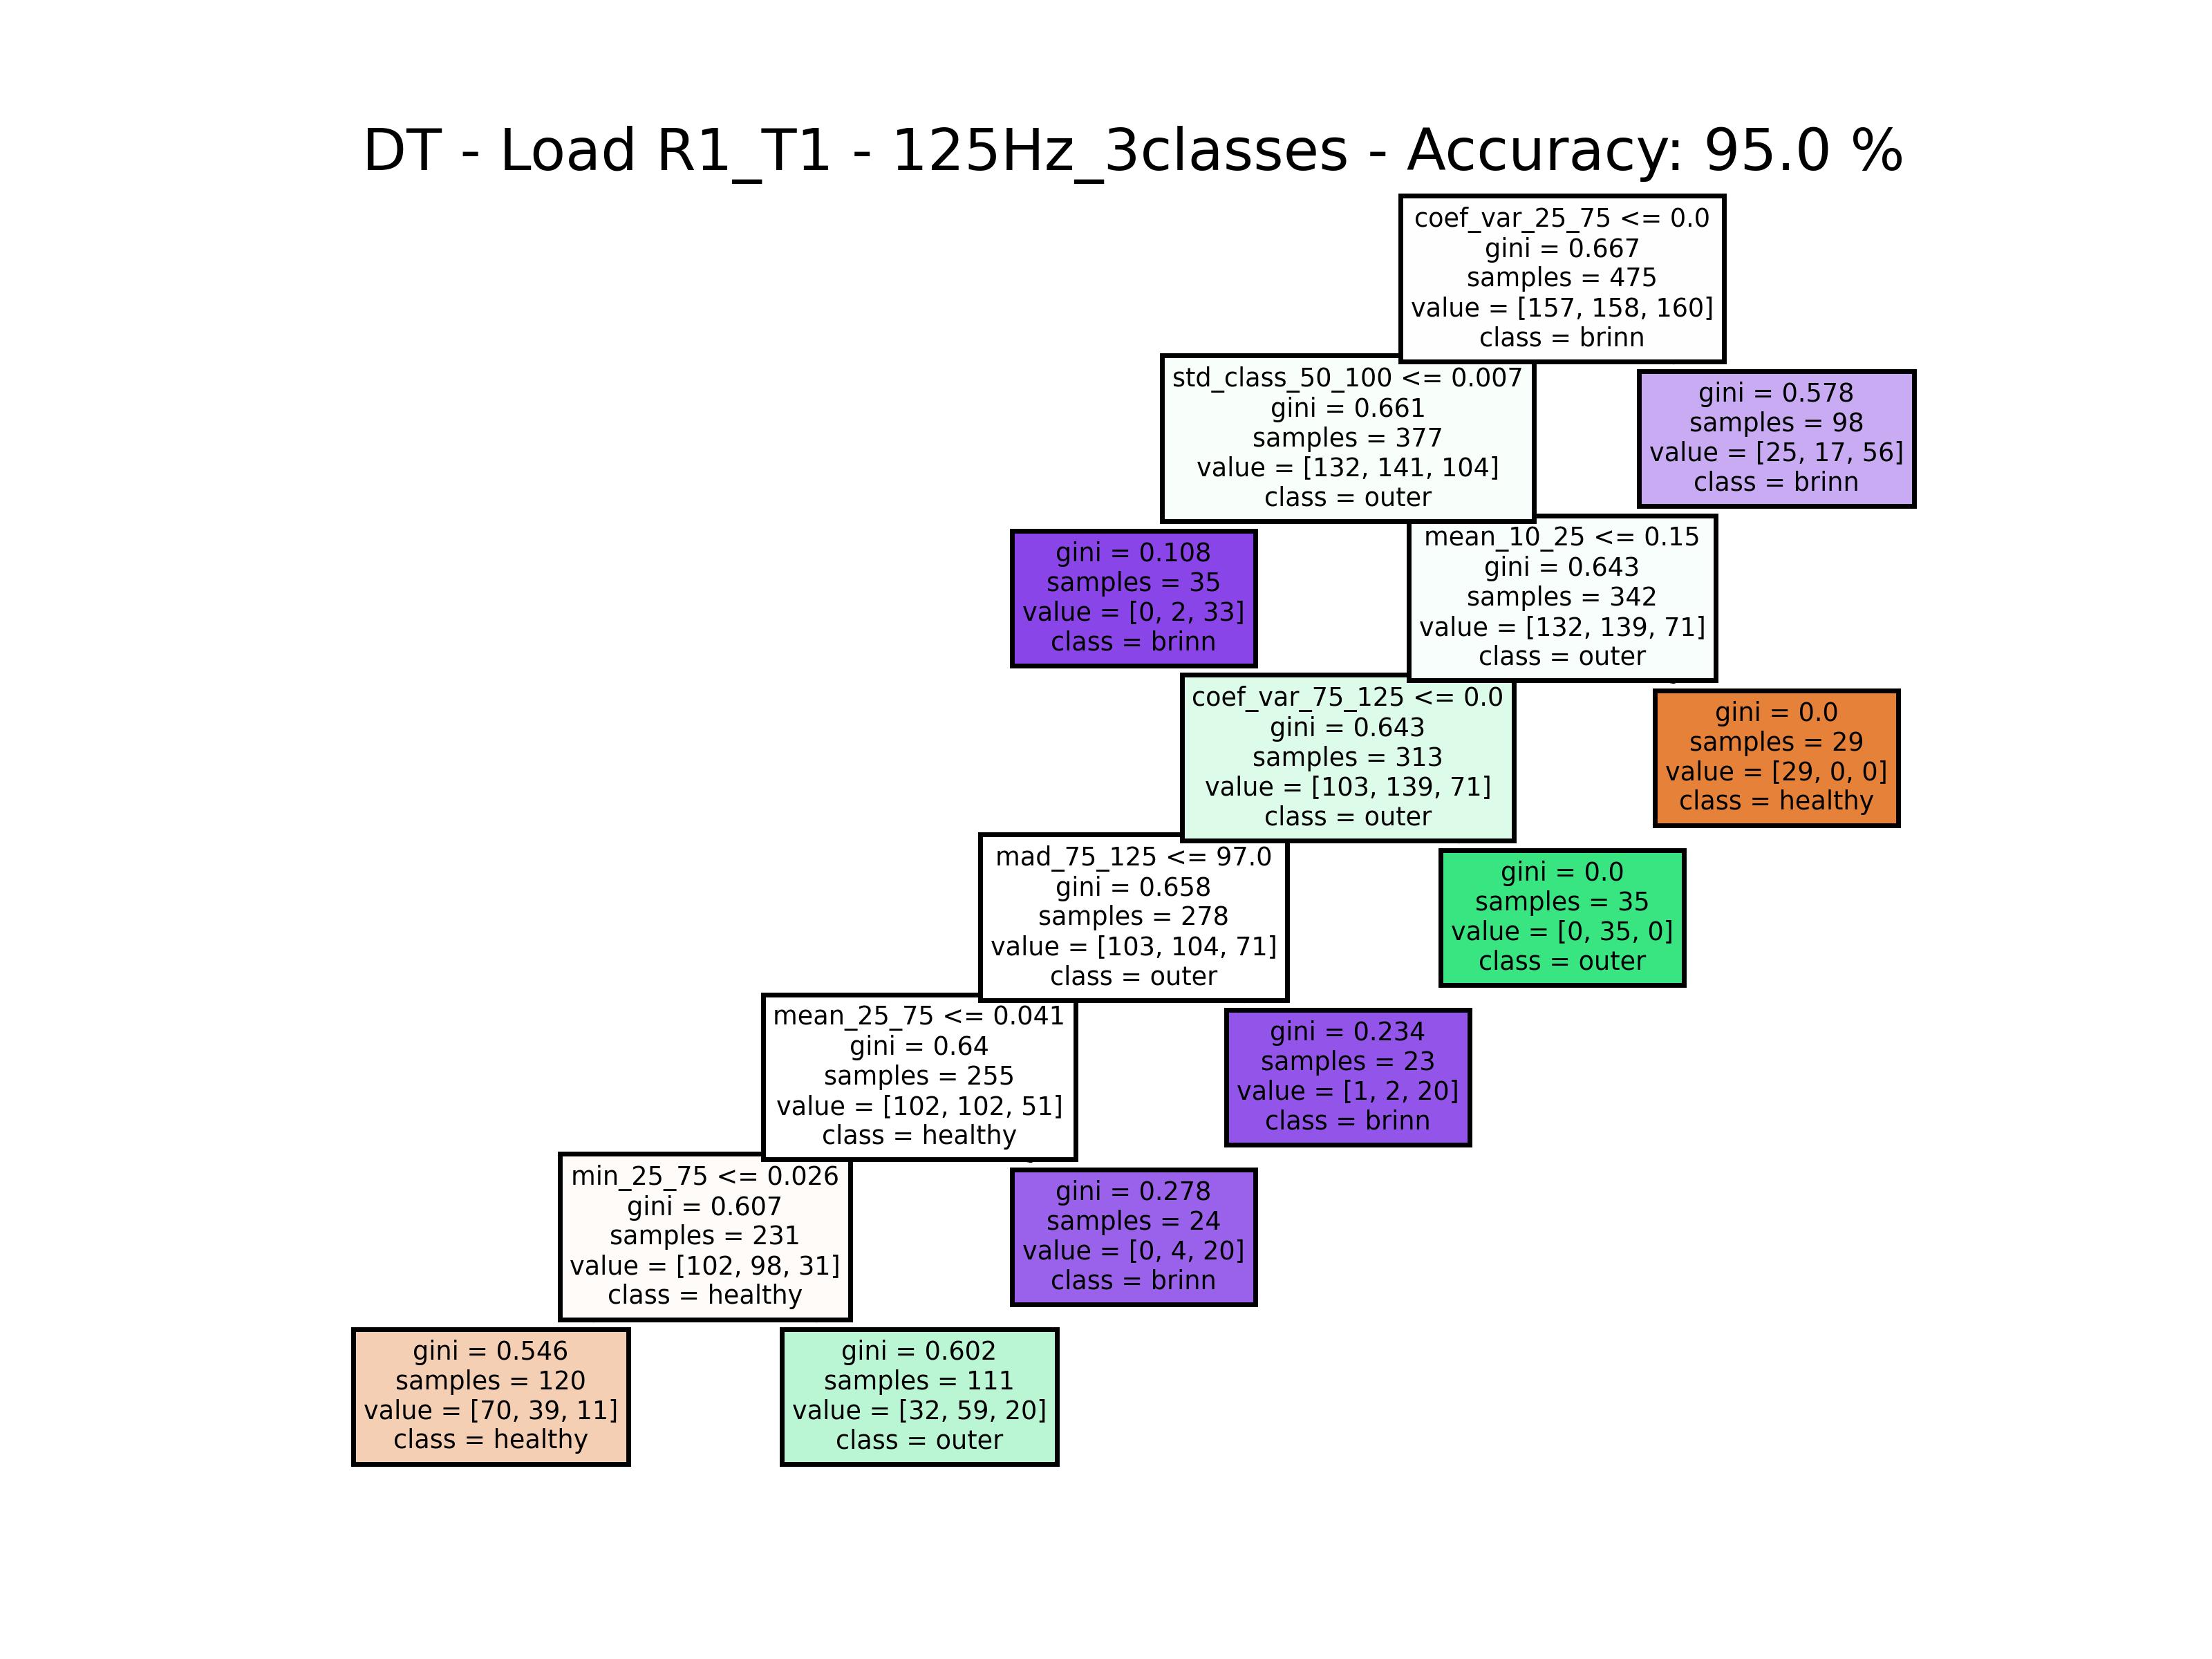 DT - Load R1_T1 - 125Hz_3classes - Accuracy: 95.0 %
coef_var_25_75 <= 0.0
gini = 0.667
samples = 475
value = [157, 158, 160]
class = brinn
std_class_50_100 <= 0.007
gini = 0.661
samples = 377
value = [132, 141, 104]
class = outer
gini = 0.578
samples = 98
value = [25, 17, 56]
class = brinn
gini = 0.108
samples = 35
value = [0, 2, 33]
class = brinn
mean_10_25 <= 0.15
gini = 0.643
samples = 342
value = [132, 139, 71]
class = outer
coef_var_75_125 <= 0.0
gini = 0.643
samples = 313
value = [103, 139, 71]
class = outer
gini = 0.0
samples = 29
value = [29, 0, 0]
class = healthy
mad_75_125 <= 97.0
gini = 0.658
samples = 278
value = [103, 104, 71]
class = outer
gini = 0.0
samples = 35
value = [0, 35, 0]
class = outer
mean_25_75 <= 0.041
gini = 0.64
samples = 255
value = [102, 102, 51]
class = healthy
gini = 0.234
samples = 23
value = [1, 2, 20]
class = brinn
min_25_75 <= 0.026
gini = 0.607
samples = 231
value = [102, 98, 31]
class = healthy
gini = 0.278
samples = 24
value = [0, 4, 20]
class = brinn
gini = 0.546
samples = 120
value = [70, 39, 11]
class = healthy
gini = 0.602
samples = 111
value = [32, 59, 20]
class = outer